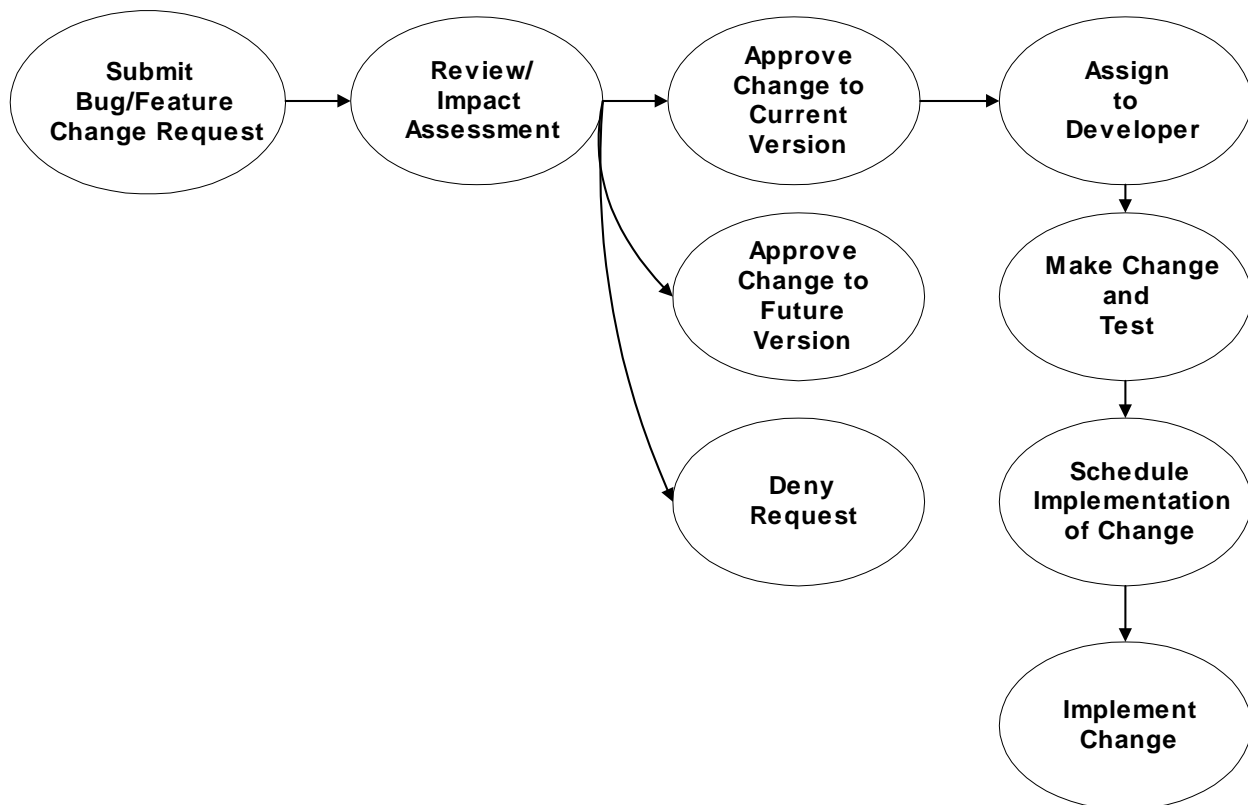 Submit
Bug/Feature
Change Request
Review/
Impact
Assessment
Approve
Change to
Current
Version
Assign
to
Developer
Approve
Change to
Future
Version
Make Change
and
Test
Deny
Request
Schedule
Implementation
of Change
Implement
Change